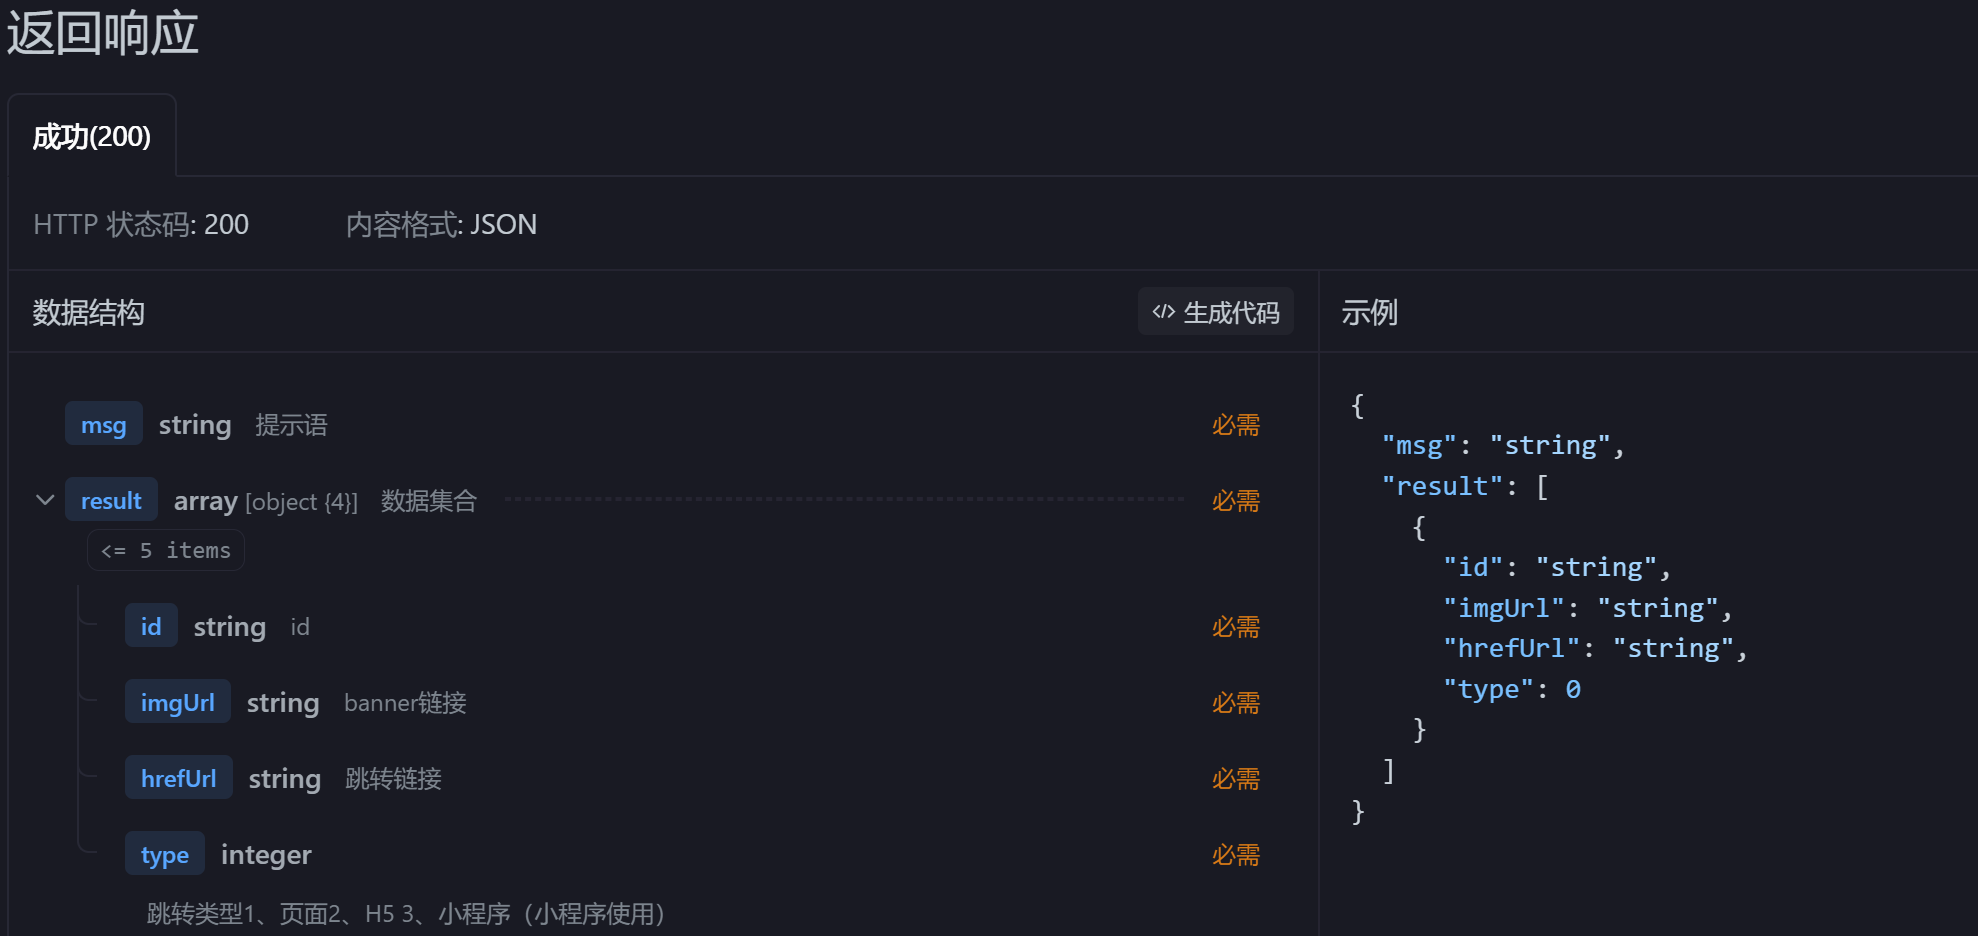 返回响应
成功(200)
HTTP 状态码: 200 内容格式: JSON
数据结构 </> 生成代码
msg string 提示语 必需
result array [object {4}] 数据集合 必需
<= 5 items
id string id 必需
imgUrl string banner链接 必需
hrefUrl string 跳转链接 必需
type integer 必需
跳转类型1、页面2、H5 3、小程序（小程序使用）
示例
{
"msg": "string",
"result": [
{
"id": "string",
"imgUrl": "string",
"hrefUrl": "string",
"type": 0
}
]
}